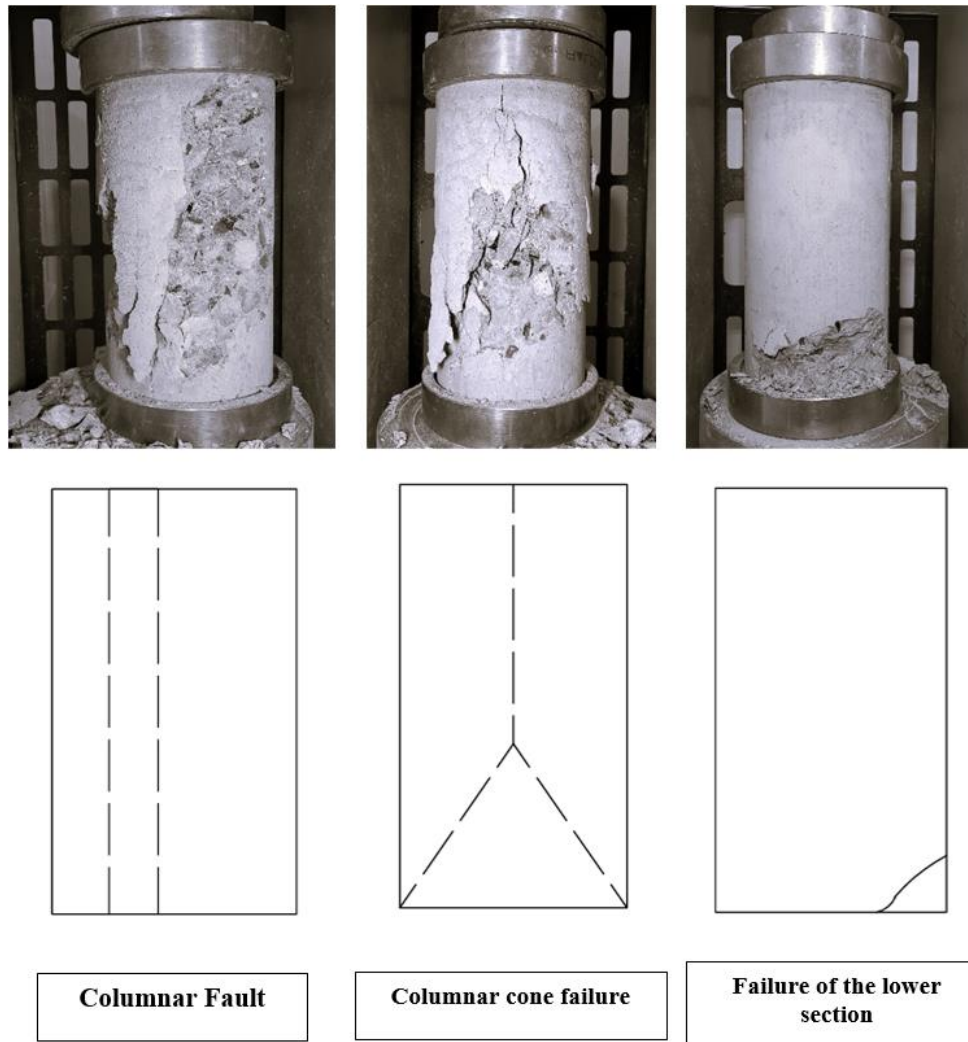 Columnar Fault
Columnar cone failure
Failure of the lower
section